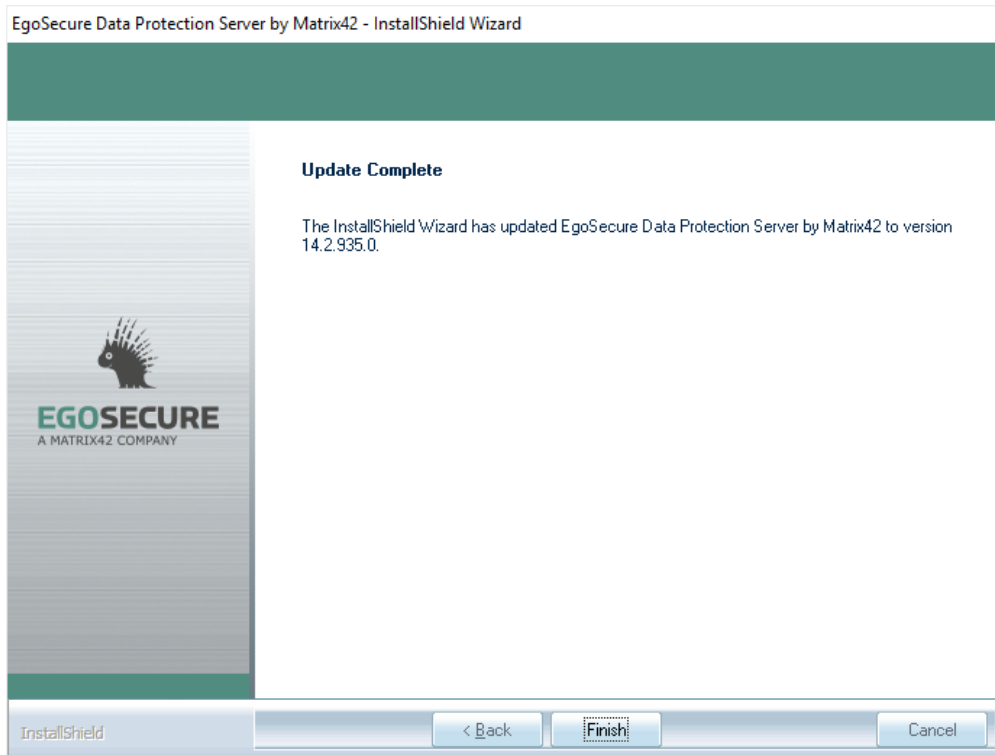 EgoSecure Data Protection Server by Matrix42 - InstallShield Wizard
Update Complete
The InstallShield Wizard has updated EgoSecure Data Protection Server by Matrix42 to version
14.2.935.0.
EGOSECURE
A MATRIX42 COMPANY
InstallShield
< Back
Finish
Cancel